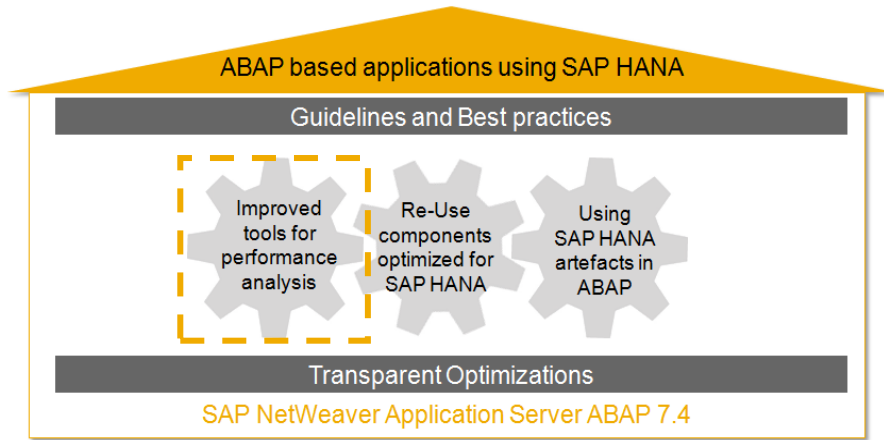 ABAP based applications using SAP HANA
Guidelines and Best practices
Improved
tools for
performance
analysis
Re-Use
components
optimized for
SAP HANA
Using
SAP HANA
artefacts in
ABAP
Transparent Optimizations
SAP NetWeaver Application Server ABAP 7.4